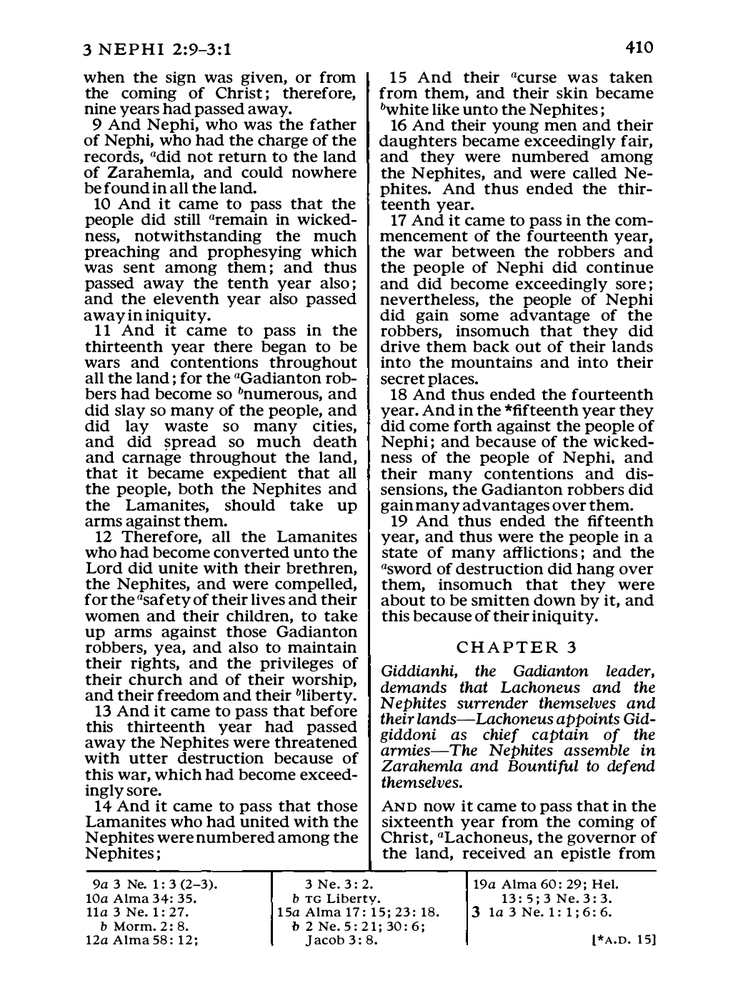 3 NEPHI 2:9–3:1
410
when the sign was given, or from
the coming of Christ; therefore,
nine years had passed away.
9 And Nephi, who was the father
of Nephi, who had the charge of the
records, ᵃdid not return to the land
of Zarahemla, and could nowhere
be found in all the land.
10 And it came to pass that the
people did still ᵃremain in wicked-
ness, notwithstanding the much
preaching and prophesying which
was sent among them; and thus
passed away the tenth year also;
and the eleventh year also passed
away in iniquity.
11 And it came to pass in the
thirteenth year there began to be
wars and contentions throughout
all the land; for the ᵃGadianton rob-
bers had become so ᵇnumerous, and
did slay so many of the people, and
did lay waste so many cities,
and did spread so much death
and carnage throughout the land,
that it became expedient that all
the people, both the Nephites and
the Lamanites, should take up
arms against them.
12 Therefore, all the Lamanites
who had become converted unto the
Lord did unite with their brethren,
the Nephites, and were compelled,
for the ᵃsafety of their lives and their
women and their children, to take
up arms against those Gadianton
robbers, yea, and also to maintain
their rights, and the privileges of
their church and of their worship,
and their freedom and their ᵇliberty.
13 And it came to pass that before
this thirteenth year had passed
away the Nephites were threatened
with utter destruction because of
this war, which had become exceed-
ingly sore.
14 And it came to pass that those
Lamanites who had united with the
Nephites were numbered among the
Nephites;
15 And their ᵃcurse was taken
from them, and their skin became
ᵇwhite like unto the Nephites;
16 And their young men and their
daughters became exceedingly fair,
and they were numbered among
the Nephites, and were called Ne-
phites. And thus ended the thir-
teenth year.
17 And it came to pass in the com-
mencement of the fourteenth year,
the war between the robbers and
the people of Nephi did continue
and did become exceedingly sore;
nevertheless, the people of Nephi
did gain some advantage of the
robbers, insomuch that they did
drive them back out of their lands
into the mountains and into their
secret places.
18 And thus ended the fourteenth
year. And in the *fifteenth year they
did come forth against the people of
Nephi; and because of the wicked-
ness of the people of Nephi, and
their many contentions and dis-
sensions, the Gadianton robbers did
gain many advantages over them.
19 And thus ended the fifteenth
year, and thus were the people in a
state of many afflictions; and the
ᵃsword of destruction did hang over
them, insomuch that they were
about to be smitten down by it, and
this because of their iniquity.
CHAPTER 3
Giddianhi, the Gadianton leader,
demands that Lachoneus and the
Nephites surrender themselves and
their lands—Lachoneus appoints Gid-
giddoni as chief captain of the
armies—The Nephites assemble in
Zarahemla and Bountiful to defend
themselves.
AND now it came to pass that in the
sixteenth year from the coming of
Christ, ᵃLachoneus, the governor of
the land, received an epistle from
9a 3 Ne. 1: 3 (2–3).
10a Alma 34: 35.
11a 3 Ne. 1: 27.
b Morm. 2: 8.
12a Alma 58: 12;
3 Ne. 3: 2.
b TG Liberty.
15a Alma 17: 15; 23: 18.
b 2 Ne. 5: 21; 30: 6;
Jacob 3: 8.
19a Alma 60: 29; Hel.
13: 5; 3 Ne. 3: 3.
3 1a 3 Ne. 1: 1; 6: 6.
[*A.D. 15]